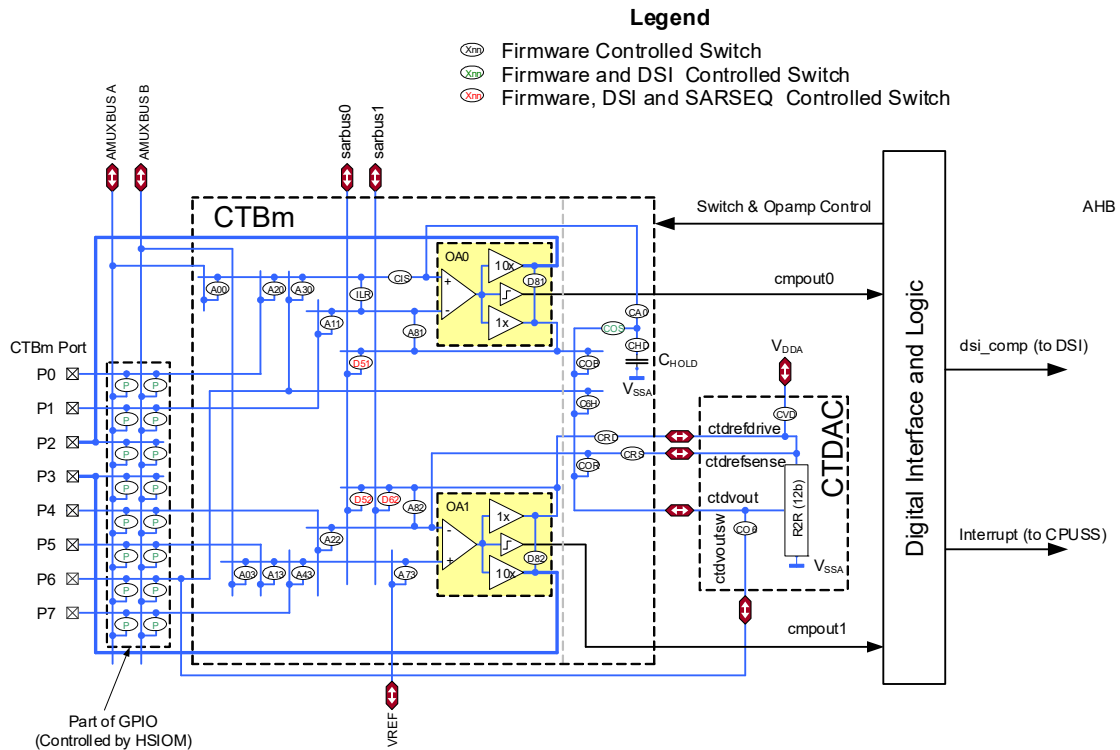 Legend
Xnn Firmware Controlled Switch
Xnn Firmware and DSI Controlled Switch
Xnn Firmware, DSI and SARSEQ Controlled Switch
AMUXBUS A
AMUXBUS B
sarbus0
sarbus1
CTBm
Switch & Opamp Control
AHB
OA0
10x
D81
1x
+
-
cmpout0
A00
A20
A30
ILR
CIS
A11
A81
D51
CA0
COS
CHD
CHOLD
VSSA
COB
C6H
CTBm Port
P0
P1
P2
P3
P4
P5
P6
P7
P P
P P
P P
P P
P P
P P
P P
P P
VDDA
CVD
CTDAC
dsi_comp (to DSI)
Digital Interface and Logic
CRD
ctdrefdrive
CRS
ctdrefsense
COR
ctdvout
ctdvoutsw
CO6
R2R (12b)
VSSA
D52
D62
A82
A22
OA1
1x
D82
10x
-
+
A03
A13
A43
A73
Interrupt (to CPUSS)
cmpout1
VREF
Part of GPIO
(Controlled by HSIOM)